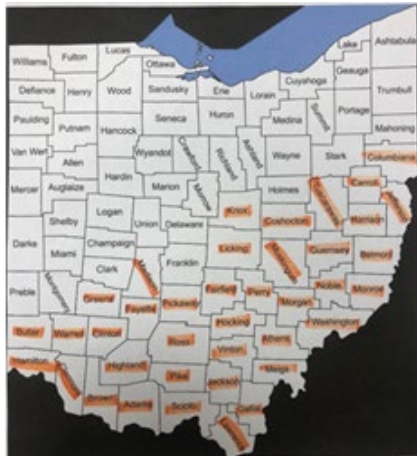 Williams
Fulton
Lucas
Ottawa
Lake
Ashtabula
Geauga
Cuyahoga
Defiance
Henry
Wood
Sandusky
Erie
Lorain
Trumbull
Paulding
Seneca
Huron
Medina
Summit
Portage
Putnam
Hancock
Mahoning
Van Wert
Wyandot
Crawford
Richland
Ashland
Wayne
Stark
Columbiana
Allen
Hardin
Mercer
Auglaize
Marion
Morrow
Holmes
Tuscarawas
Carroll
Jefferson
Logan
Knox
Shelby
Union
Delaware
Coshocton
Harrison
Darke
Champaign
Licking
Guernsey
Belmont
Miami
Franklin
Muskingum
Clark
Madison
Preble
Montgomery
Fairfield
Perry
Noble
Monroe
Greene
Fayette
Pickaway
Morgan
Butler
Warren
Clinton
Hocking
Washington
Ross
Athens
Hamilton
Clermont
Highland
Vinton
Meigs
Pike
Jackson
Brown
Adams
Scioto
Gallia
Lawrence